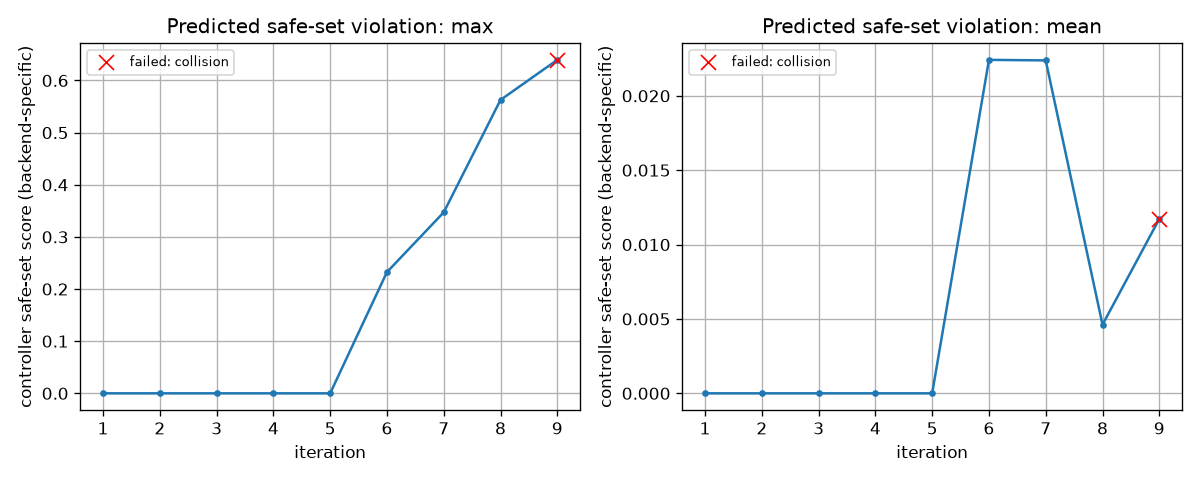 Predicted safe-set violation: max
controller safe-set score (backend-specific)
failed: collision
0.6
0.5
0.4
0.3
0.2
0.1
0.0
1 2 3 4 5 6 7 8 9
iteration
Predicted safe-set violation: mean
controller safe-set score (backend-specific)
failed: collision
0.020
0.015
0.010
0.005
0.000
1 2 3 4 5 6 7 8 9
iteration